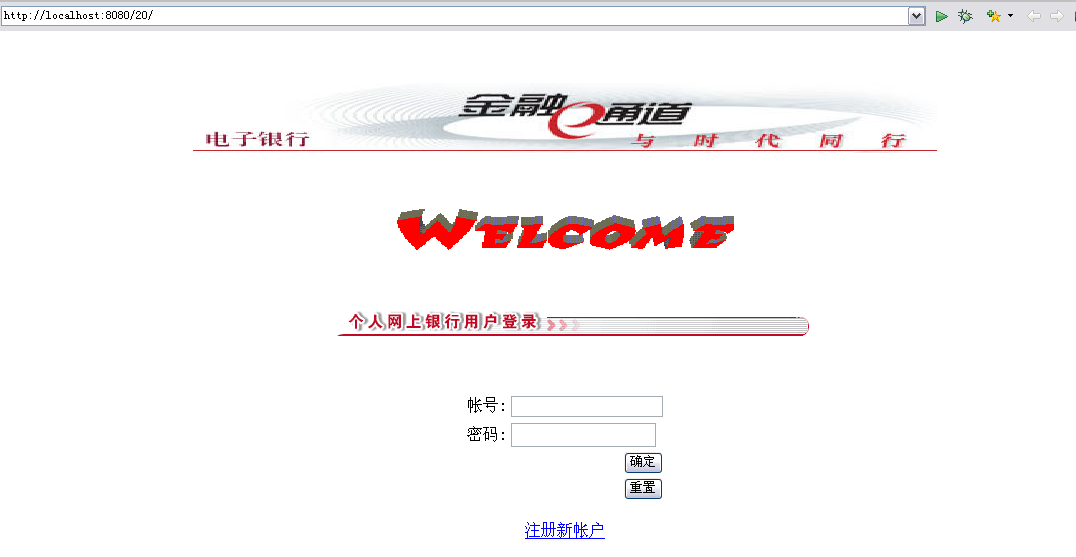 http://localhost:8080/20/
金融e通道
电子银行 与时代同行
WELCOME
个人网上银行用户登录
帐号:
密码:
确定
重置
注册新帐户